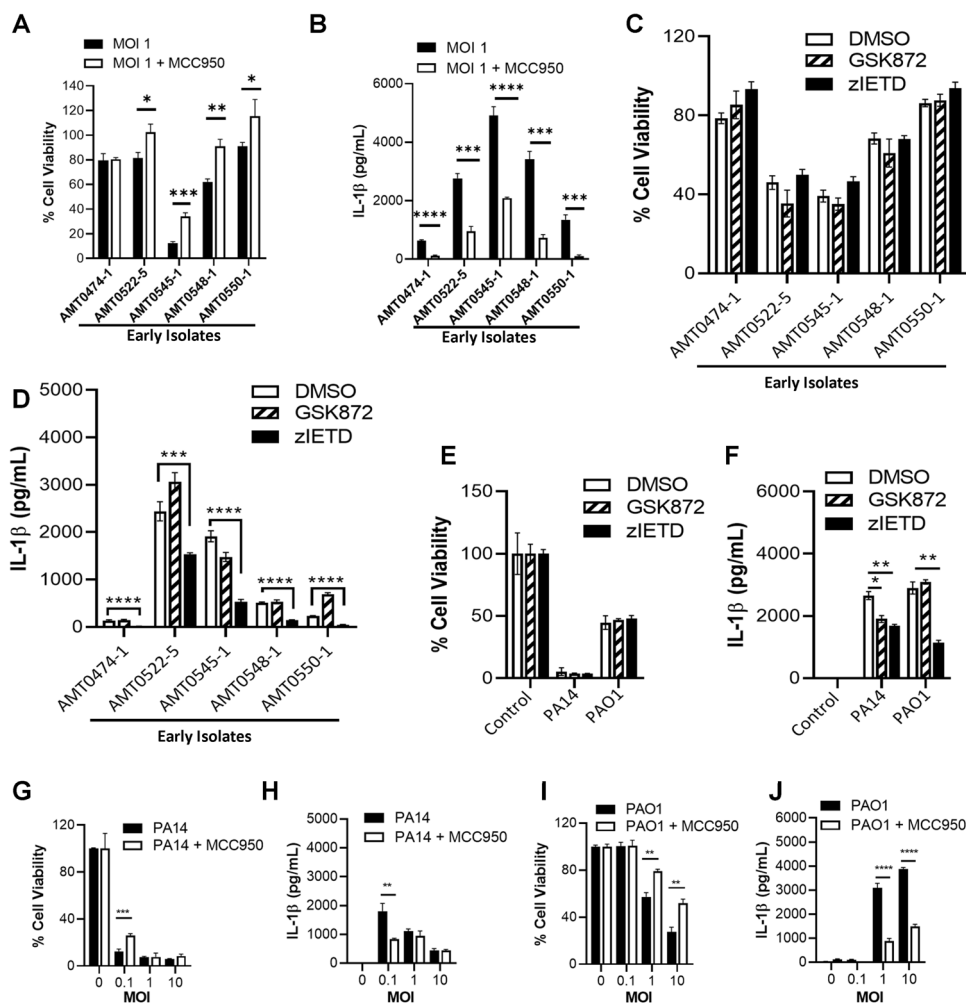 A
MOI 1
MOI 1 + MCC950
% Cell Viability
120
100
80
60
40
20
0
*
***
**
*
AMT0474-1
AMT0522-5
AMT0545-1
AMT0548-1
AMT0550-1
Early Isolates
B
MOI 1
MOI 1 + MCC950
IL-1β (pg/mL)
6000
4000
2000
0
****
***
****
***
***
AMT0474-1
AMT0522-5
AMT0545-1
AMT0548-1
AMT0550-1
Early Isolates
C
DMSO
GSK872
zIETD
% Cell Viability
120
80
40
0
AMT0474-1
AMT0522-5
AMT0545-1
AMT0548-1
AMT0550-1
Early Isolates
D
DMSO
GSK872
zIETD
IL-1β (pg/mL)
5000
4000
3000
2000
1000
0
****
***
****
****
****
AMT0474-1
AMT0522-5
AMT0545-1
AMT0548-1
AMT0550-1
Early Isolates
E
DMSO
GSK872
zIETD
% Cell Viability
100
50
0
Control
PA14
PAO1
F
DMSO
GSK872
zIETD
IL-1β (pg/mL)
6000
4000
2000
0
**
*
**
Control
PA14
PAO1
G
PA14
PA14 + MCC950
% Cell Viability
120
80
40
0
***
0 0.1 1 10
MOI
H
PA14
PA14 + MCC950
IL-1β (pg/mL)
5000
4000
3000
2000
1000
0
**
0 0.1 1 10
MOI
I
PAO1
PAO1 + MCC950
% Cell Viability
120
80
40
0
**
**
0 0.1 1 10
MOI
J
PAO1
PAO1 + MCC950
IL-1β (pg/mL)
5000
4000
3000
2000
1000
0
****
****
0 0.1 1 10
MOI